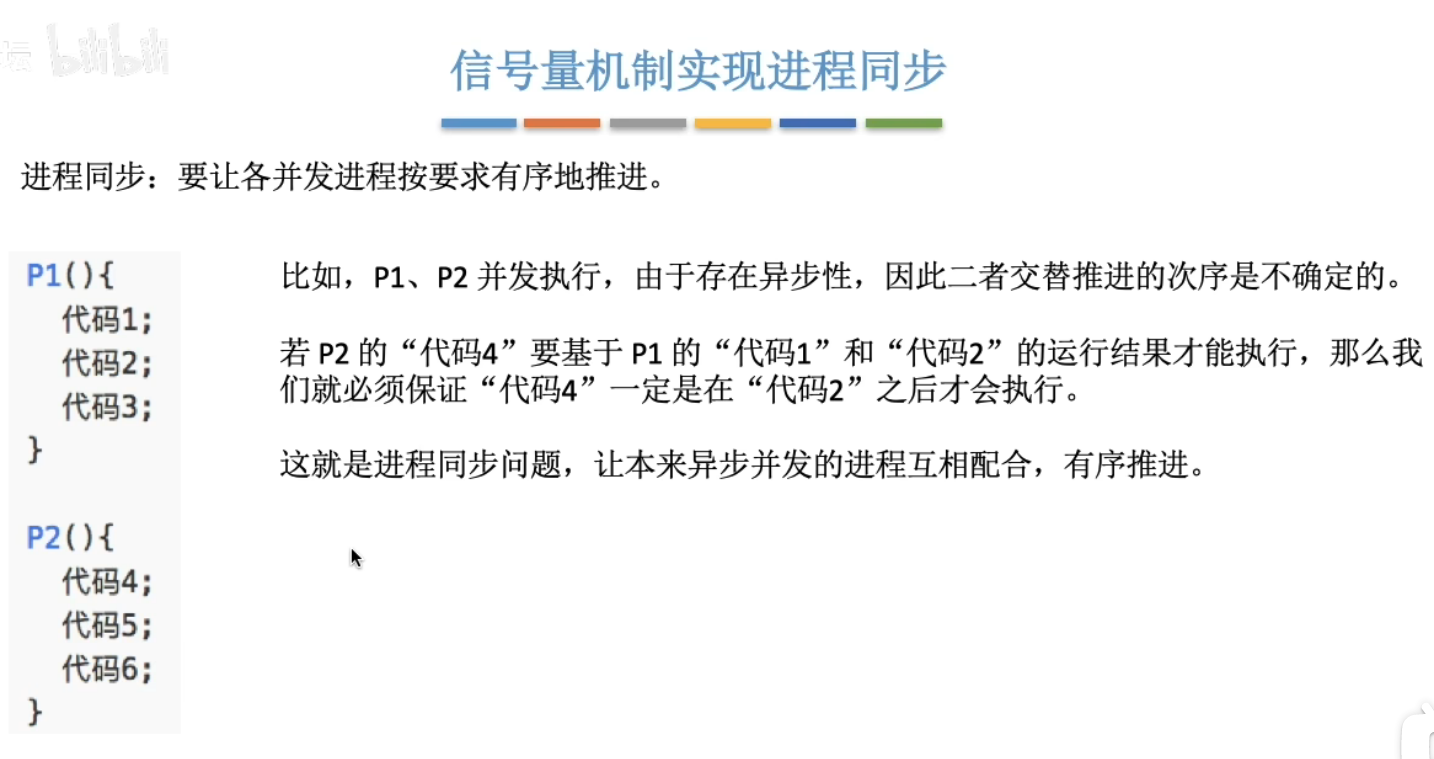 坛 bilibili
信号量机制实现进程同步
进程同步：要让各并发进程按要求有序地推进。
P1(){
代码1;
代码2;
代码3;
}
P2(){
代码4;
代码5;
代码6;
}
比如，P1、P2 并发执行，由于存在异步性，因此二者交替推进的次序是不确定的。
若 P2 的“代码4”要基于 P1 的“代码1”和“代码2”的运行结果才能执行，那么我
们就必须保证“代码4”一定是在“代码2”之后才会执行。
这就是进程同步问题，让本来异步并发的进程互相配合，有序推进。